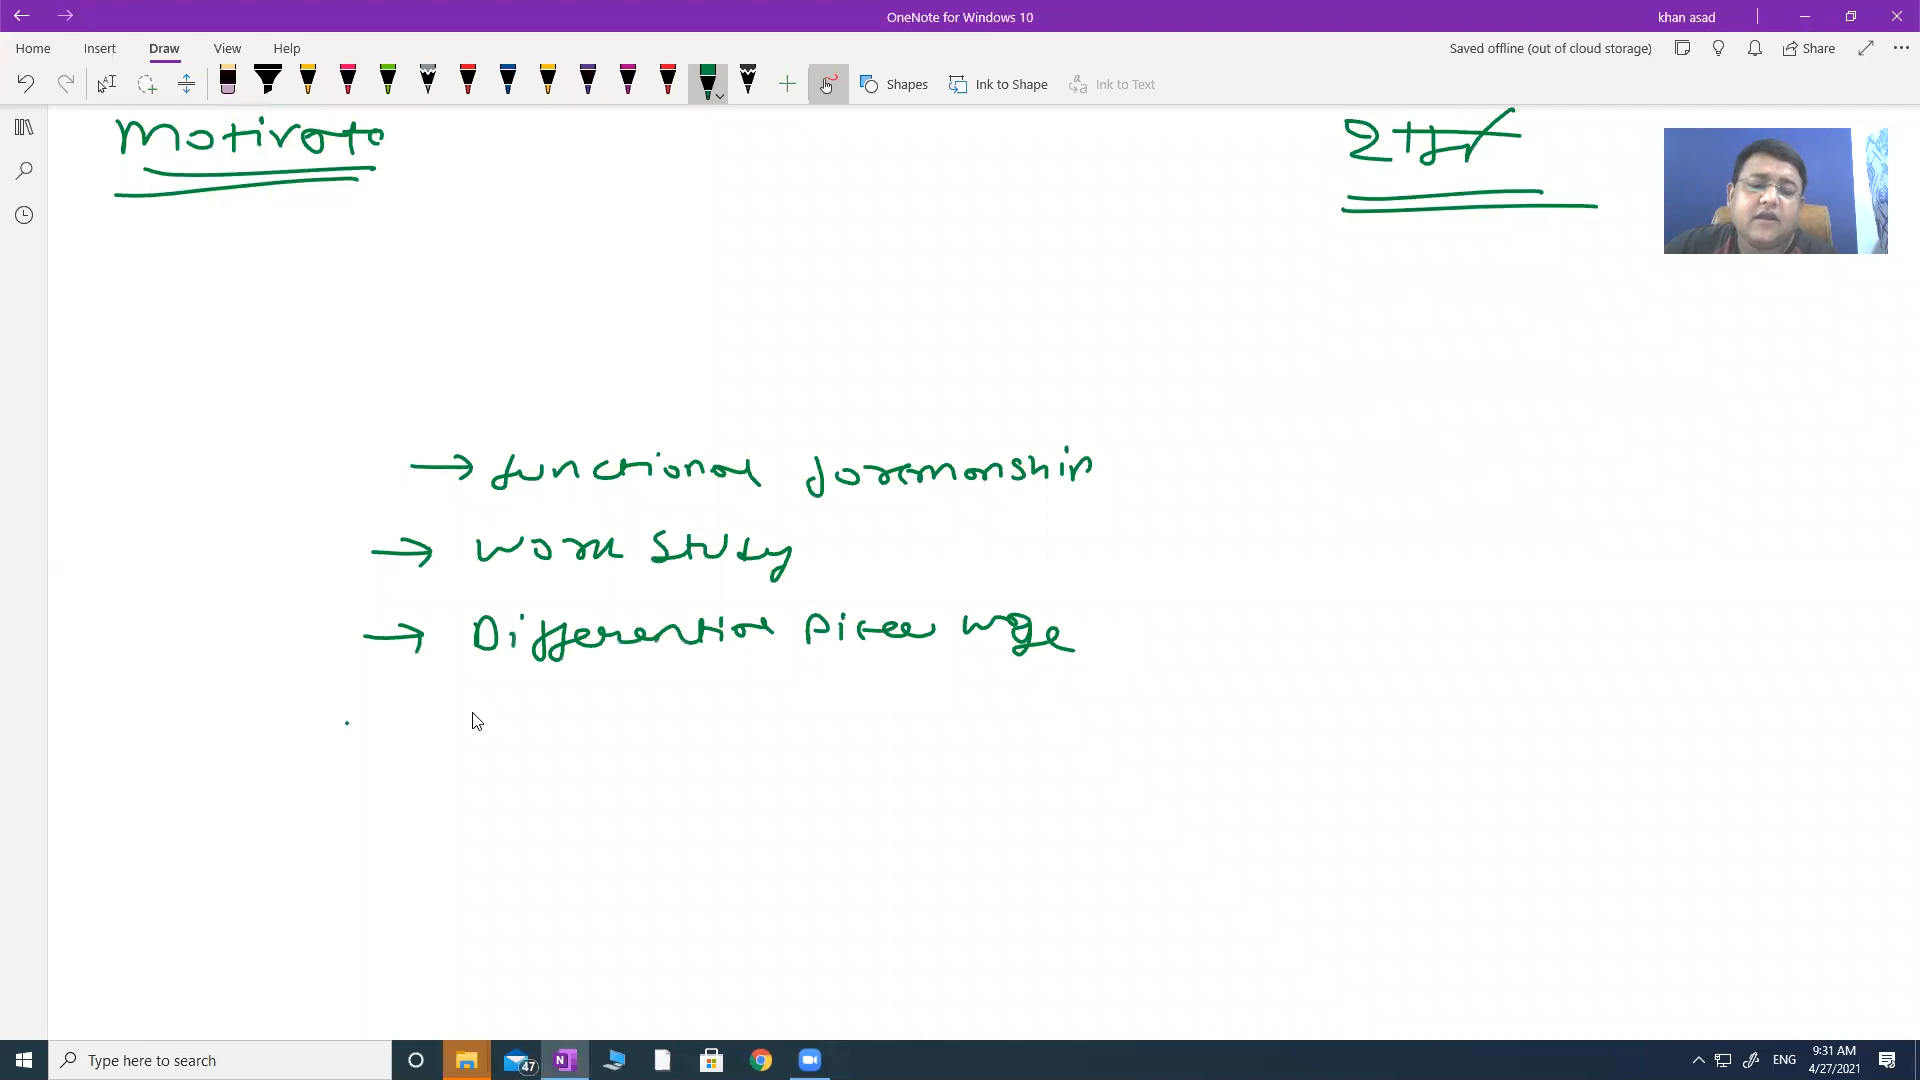 OneNote for Windows 10
khan asad
Home Insert Draw View Help
Saved offline (out of cloud storage)
Share
Shapes
Ink to Shape
Ink to Text
Motivate
→ functional foremanship
→ Work Study
→ Differential Piece Wage
Type here to search
47
ENG
9:31 AM
4/27/2021